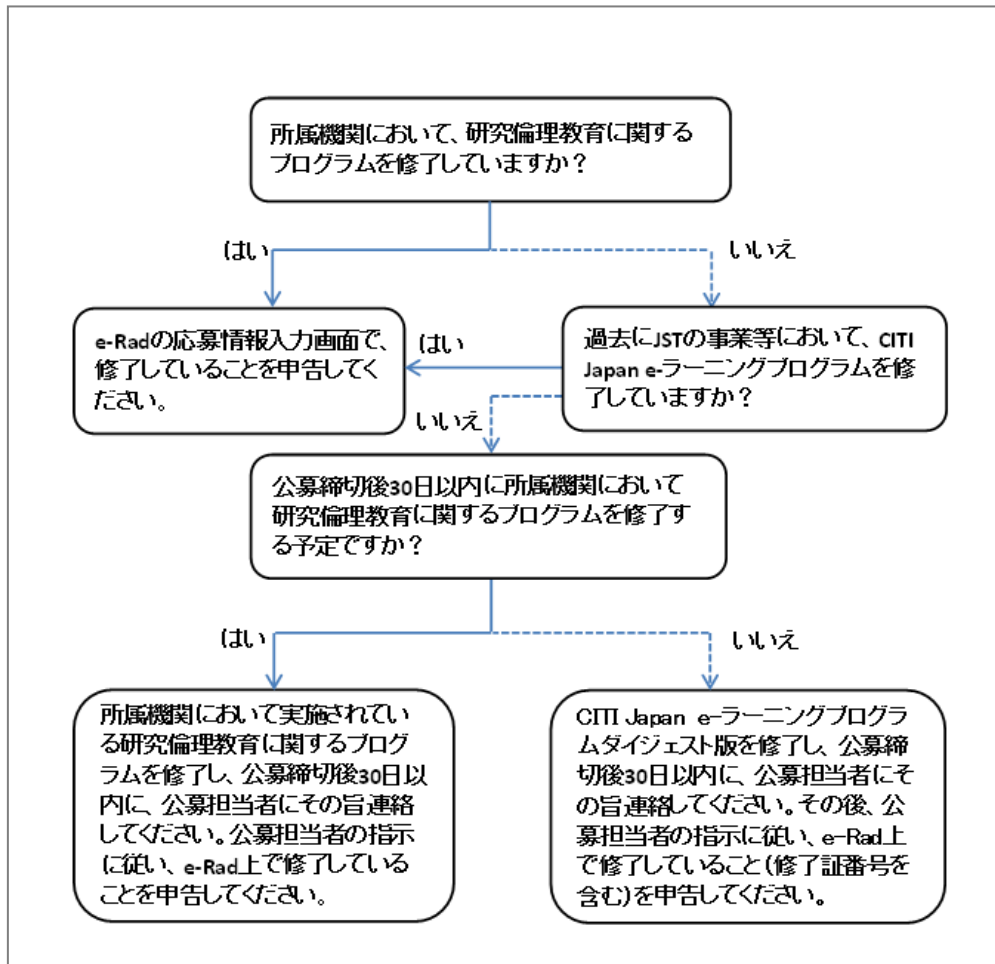 所属機関において、研究倫理教育に関する
プログラムを修了していますか？
はい
いいえ
e-Radの応募情報入力画面で、
修了していることを申告してく
ださい。
はい
過去にJSTの事業等において、CITI
Japan e-ラーニングプログラムを修
了していますか？
いいえ
公募締切後30日以内に所属機関において
研究倫理教育に関するプログラムを修了す
る予定ですか？
はい
いいえ
所属機関において実施されてい
る研究倫理教育に関するプログ
ラムを修了し、公募締切後30日以
内に、公募担当者にその旨連絡
してください。公募担当者の指示
に従い、e-Rad上で修了している
ことを申告してください。
CITI Japan e-ラーニングプログラ
ムダイジェスト版を修了し、公募締
切後30日以内に、公募担当者にそ
の旨連絡してください。その後、公
募担当者の指示に従い、e-Rad上
で修了していること(修了証番号を
含む)を申告してください。